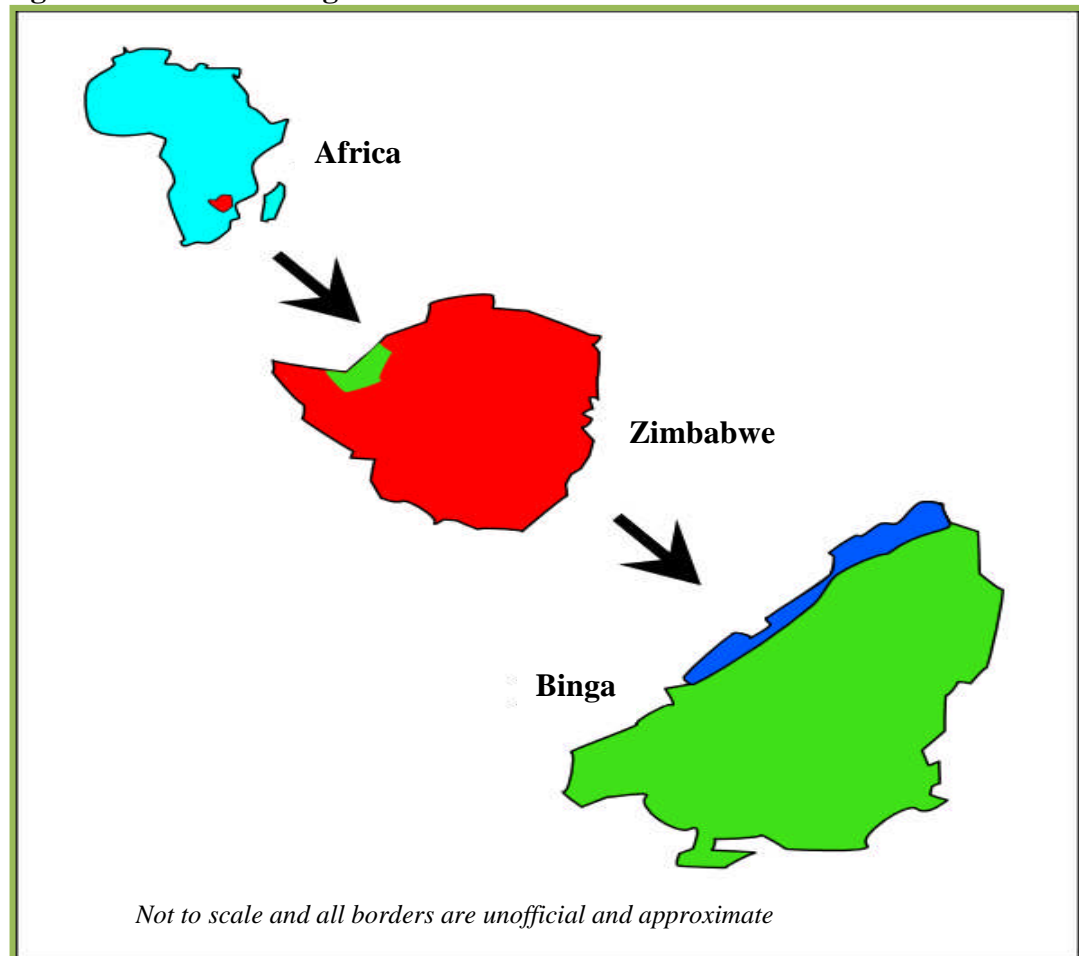 Africa
Zimbabwe
Binga
Not to scale and all borders are unofficial and approximate